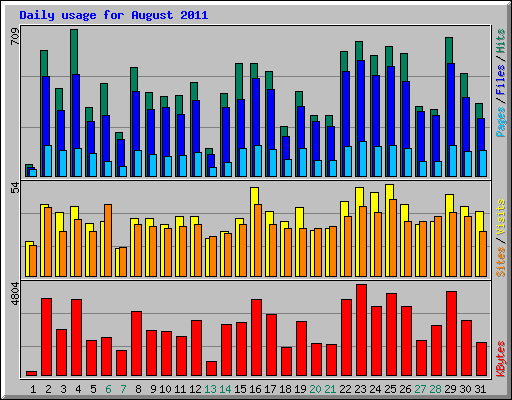 Daily usage for August 2011
709
54
4804
Pages / Files / Hits
Sites / Visits
KBytes
1 2 3 4 5 6 7 8 9 10 11 12 13 14 15 16 17 18 19 20 21 22 23 24 25 26 27 28 29 30 31